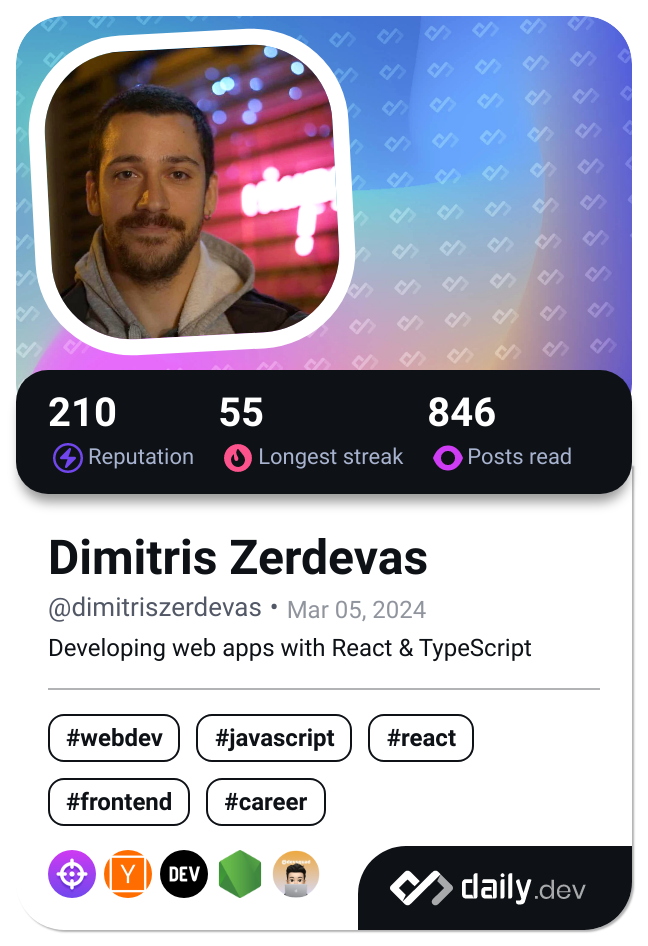 210 55 846
Reputation Longest streak Posts read
Dimitris Zerdevas
@dimitriszerdevas • Mar 05, 2024
Developing web apps with React & TypeScript
#webdev #javascript #react
#frontend #career
Y DEV
daily.dev